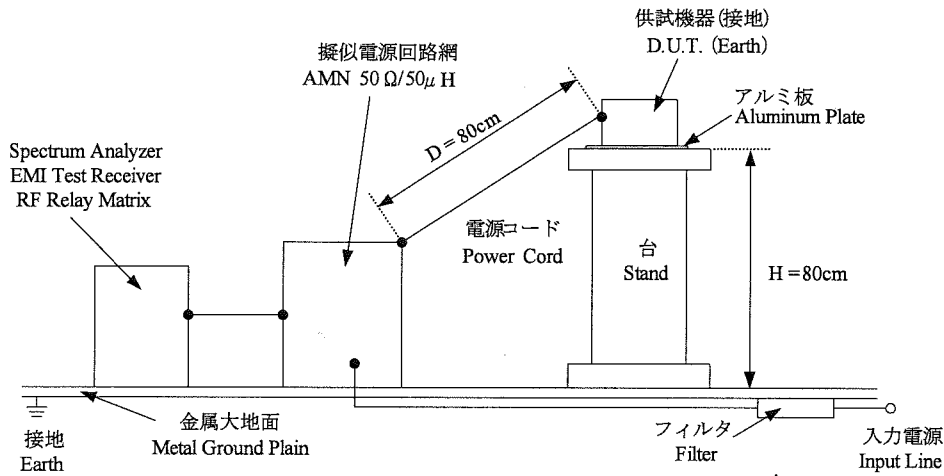 供試機器(接地)
D.U.T. (Earth)
擬似電源回路網
AMN 50 Ω/50μ H
アルミ板
Aluminum Plate
D = 80cm
Spectrum Analyzer
EMI Test Receiver
RF Relay Matrix
電源コード
Power Cord
台
Stand
H = 80cm
接地
Earth
金属大地面
Metal Ground Plain
フィルタ
Filter
入力電源
Input Line